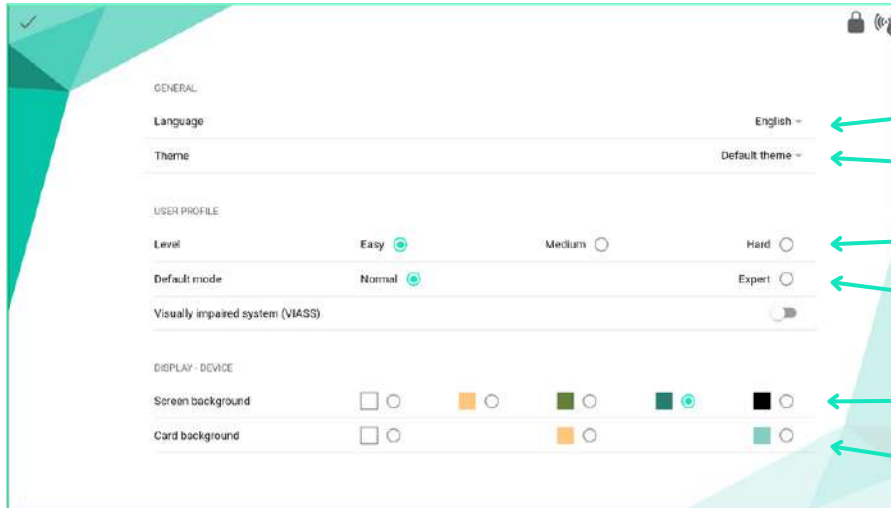 GENERAL
Language English
Theme Default theme
USER PROFILE
Level Easy Medium Hard
Default mode Normal Expert
Visually impaired system (VIASS)
DISPLAY - DEVICE
Screen background
Card background